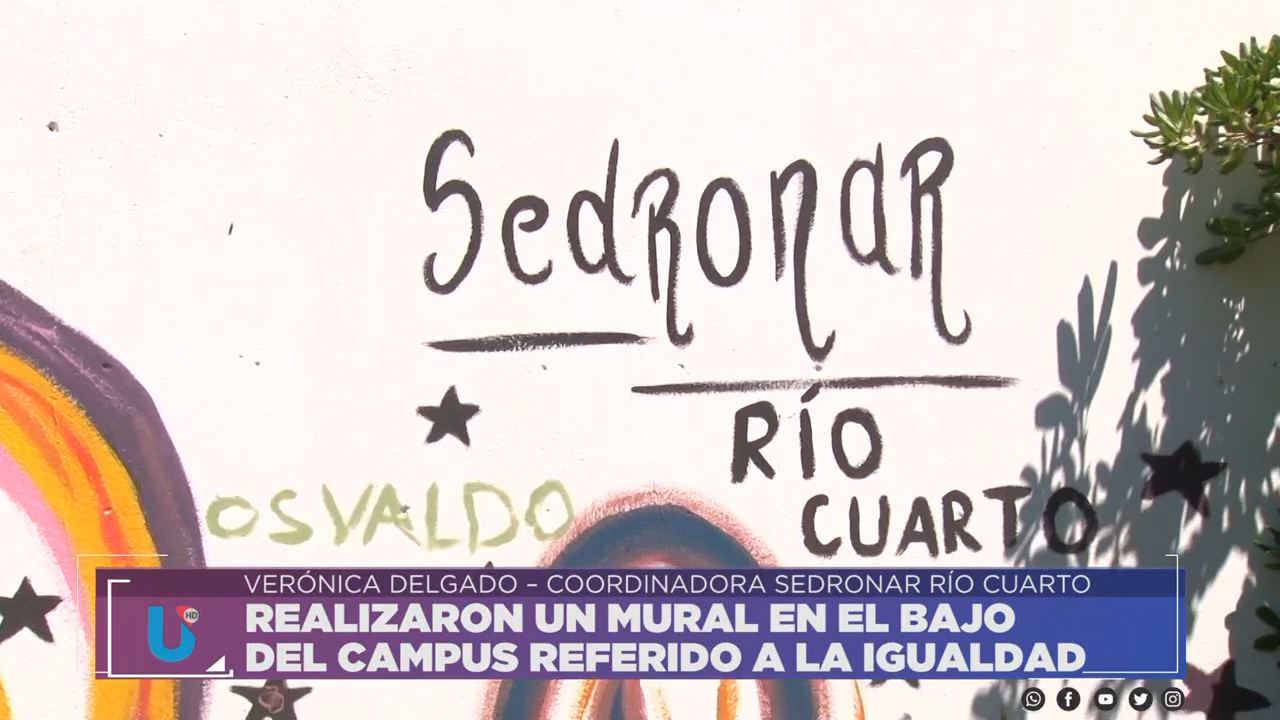 SedRonaR
RÍO
CUARTO
OSVALDO
VERÓNICA DELGADO – COORDINADORA SEDRONAR RÍO CUARTO
REALIZARON UN MURAL EN EL BAJO
DEL CAMPUS REFERIDO A LA IGUALDAD
U HD